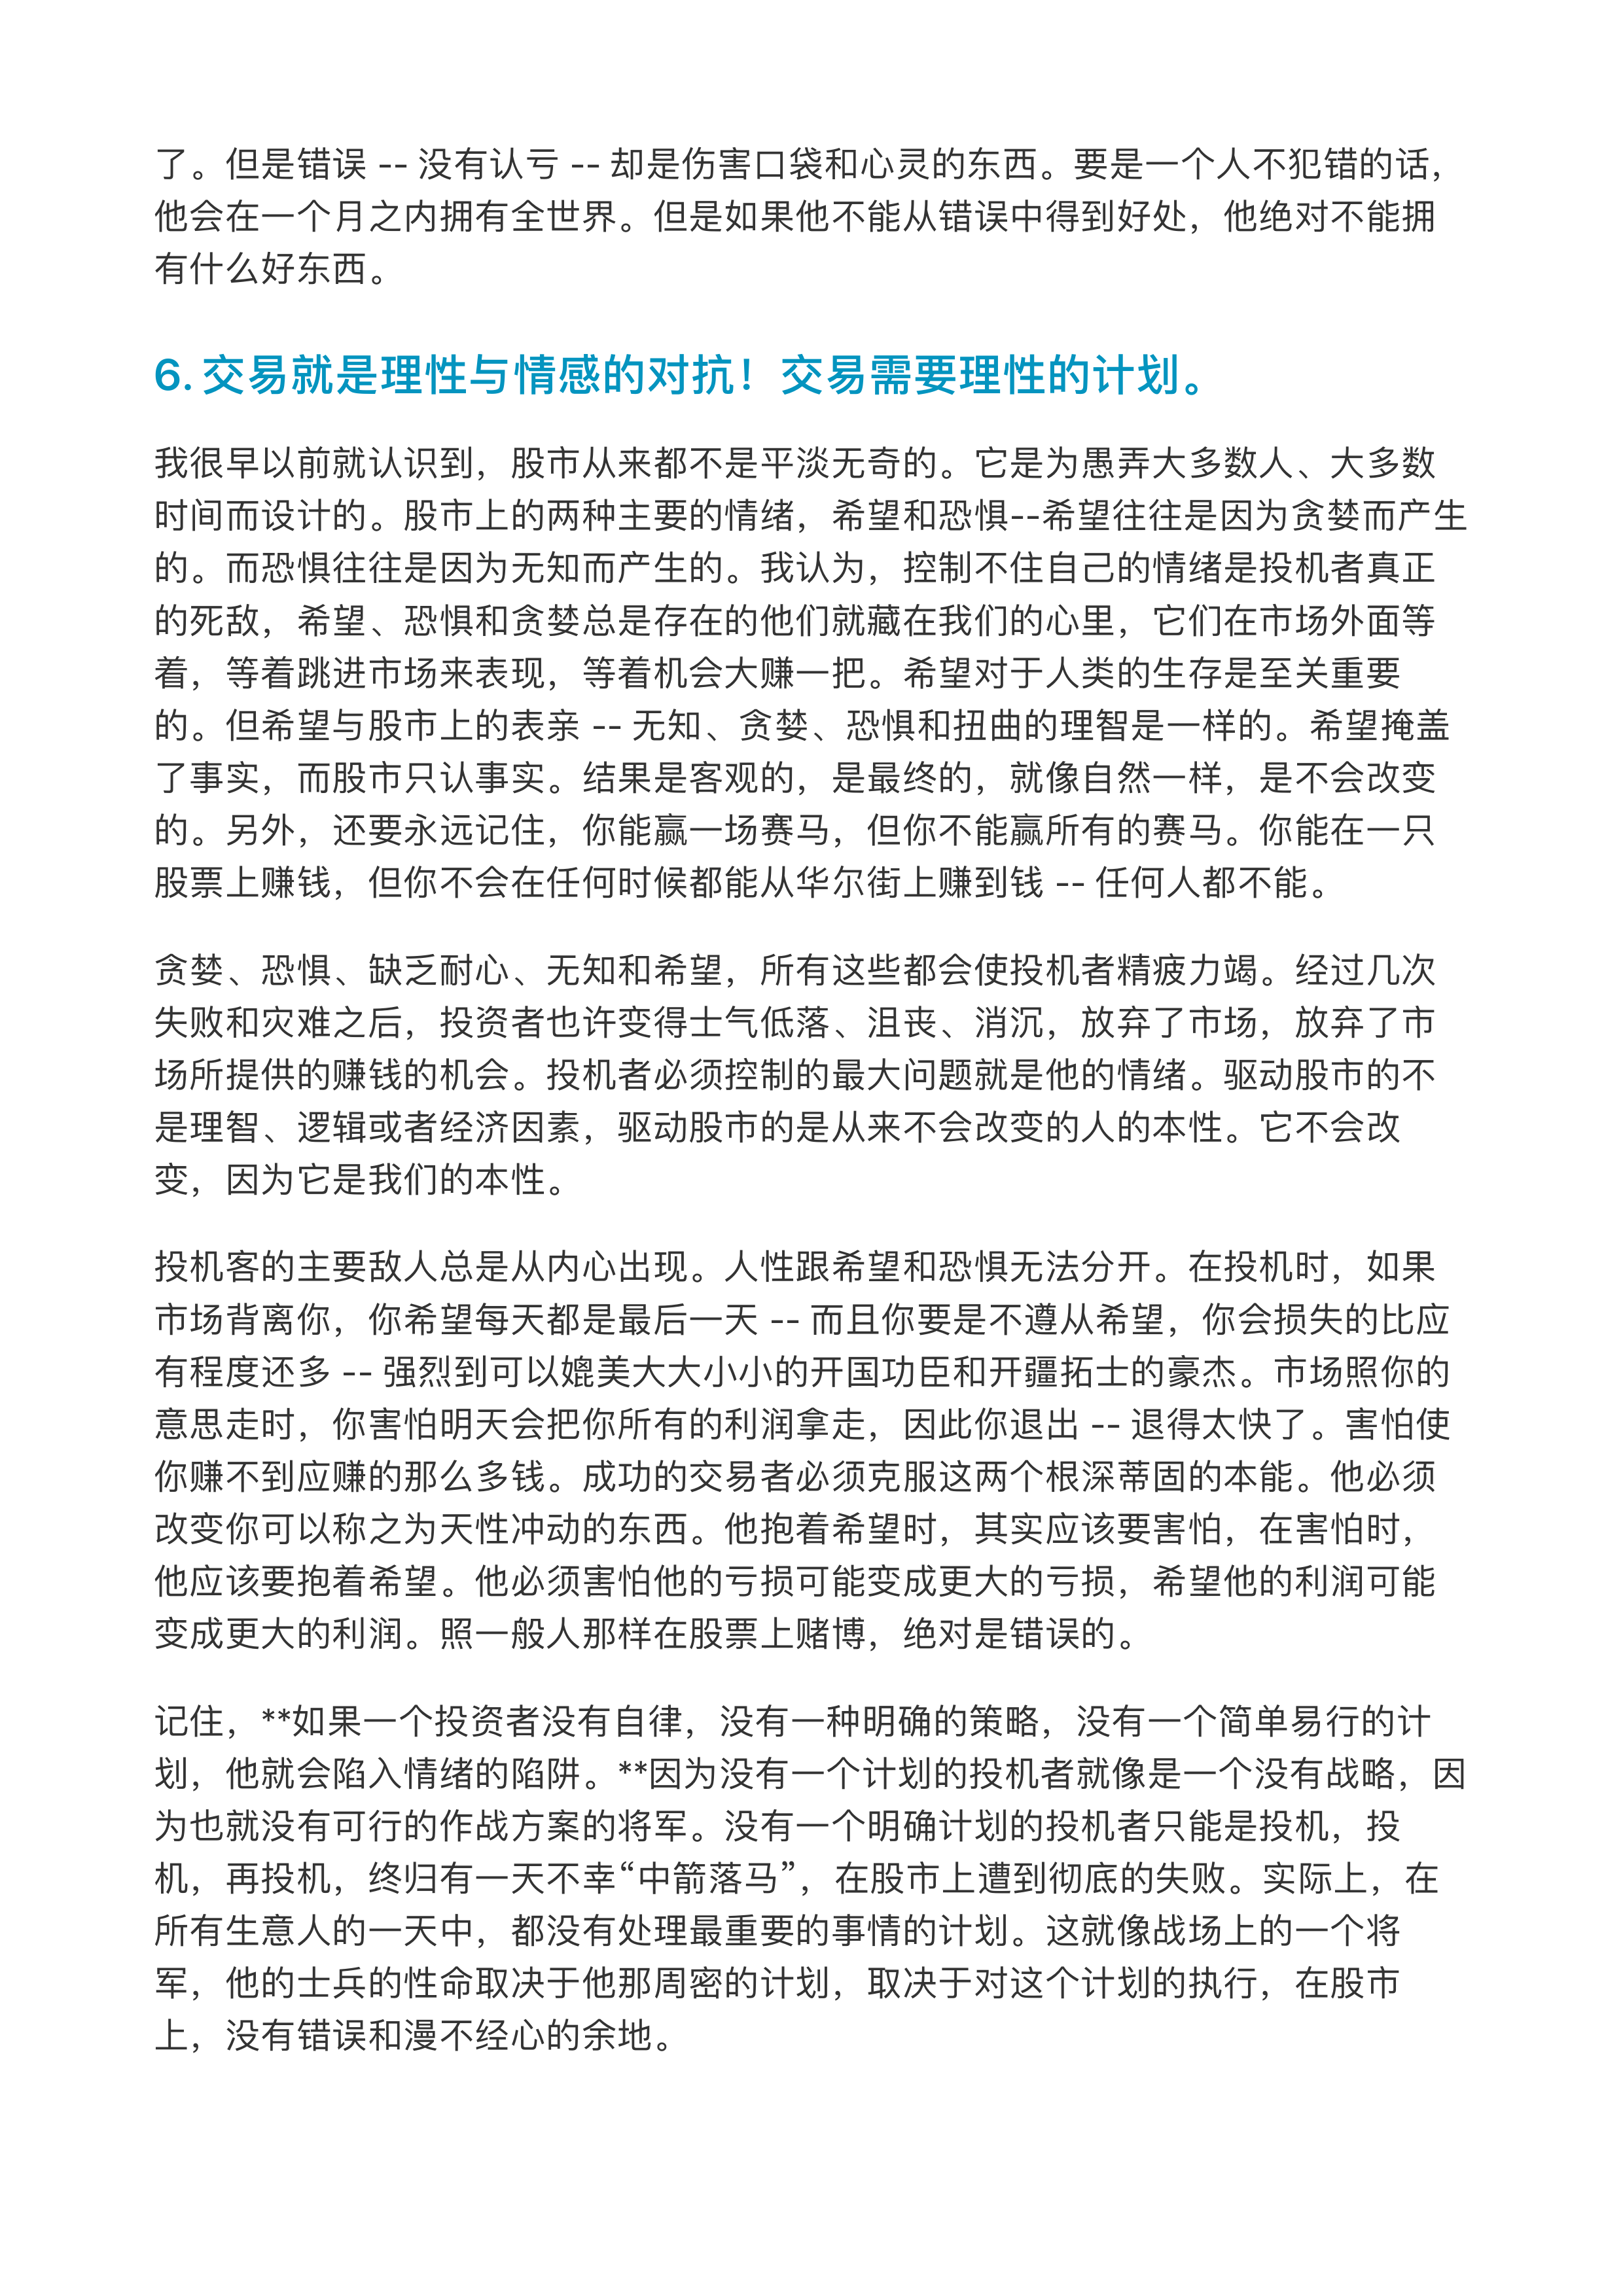 了。但是错误 -- 没有认亏 -- 却是伤害口袋和心灵的东西。要是一个人不犯错的话，
他会在一个月之内拥有全世界。但是如果他不能从错误中得到好处，他绝对不能拥
有什么好东西。
6. 交易就是理性与情感的对抗！交易需要理性的计划。
我很早以前就认识到，股市从来都不是平淡无奇的。它是为愚弄大多数人、大多数
时间而设计的。股市上的两种主要的情绪，希望和恐惧--希望往往是因为贪婪而产生
的。而恐惧往往是因为无知而产生的。我认为，控制不住自己的情绪是投机者真正
的死敌，希望、恐惧和贪婪总是存在的他们就藏在我们的心里，它们在市场外面等
着，等着跳进市场来表现，等着机会大赚一把。希望对于人类的生存是至关重要
的。但希望与股市上的表亲 -- 无知、贪婪、恐惧和扭曲的理智是一样的。希望掩盖
了事实，而股市只认事实。结果是客观的，是最终的，就像自然一样，是不会改变
的。另外，还要永远记住，你能赢一场赛马，但你不能赢所有的赛马。你能在一只
股票上赚钱，但你不会在任何时候都能从华尔街上赚到钱 -- 任何人都不能。
贪婪、恐惧、缺乏耐心、无知和希望，所有这些都会使投机者精疲力竭。经过几次
失败和灾难之后，投资者也许变得士气低落、沮丧、消沉，放弃了市场，放弃了市
场所提供的赚钱的机会。投机者必须控制的最大问题就是他的情绪。驱动股市的不
是理智、逻辑或者经济因素，驱动股市的是从来不会改变的人的本性。它不会改
变，因为它是我们的本性。
投机客的主要敌人总是从内心出现。人性跟希望和恐惧无法分开。在投机时，如果
市场背离你，你希望每天都是最后一天 -- 而且你要是不遵从希望，你会损失的比应
有程度还多 -- 强烈到可以媲美大大小小的开国功臣和开疆拓士的豪杰。市场照你的
意思走时，你害怕明天会把你所有的利润拿走，因此你退出 -- 退得太快了。害怕使
你赚不到应赚的那么多钱。成功的交易者必须克服这两个根深蒂固的本能。他必须
改变你可以称之为天性冲动的东西。他抱着希望时，其实应该要害怕，在害怕时，
他应该要抱着希望。他必须害怕他的亏损可能变成更大的亏损，希望他的利润可能
变成更大的利润。照一般人那样在股票上赌博，绝对是错误的。
记住，**如果一个投资者没有自律，没有一种明确的策略，没有一个简单易行的计
划，他就会陷入情绪的陷阱。**因为没有一个计划的投机者就像是一个没有战略，因
为也就没有可行的作战方案的将军。没有一个明确计划的投机者只能是投机，投
机，再投机，终归有一天不幸“中箭落马”，在股市上遭到彻底的失败。实际上，在
所有生意人的一天中，都没有处理最重要的事情的计划。这就像战场上的一个将
军，他的士兵的性命取决于他那周密的计划，取决于对这个计划的执行，在股市
上，没有错误和漫不经心的余地。